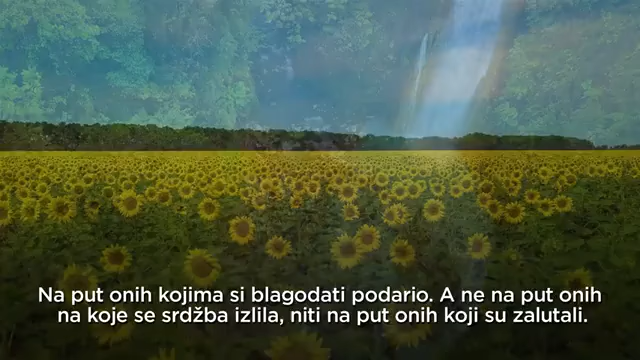 Na put onih kojima si blagodati podario. A ne na put onih
na koje se srdžba izlila, niti na put onih koji su zalutali.